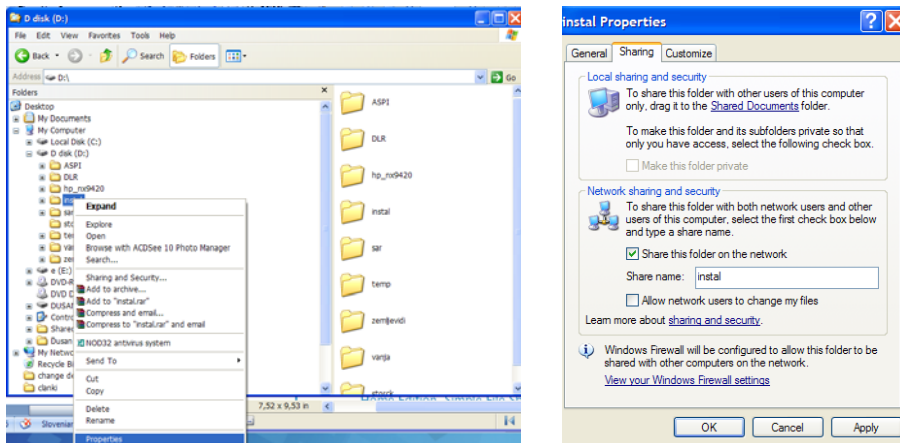 D disk (D:)
File Edit View Favorites Tools Help
Back Search Folders
Address D:\ Go
Folders
Desktop
My Documents
My Computer
Local Disk (C:)
D disk (D:)
ASPI
DLR
hp_nx9420
te
va
e (E:)
DVD-R
DVD D
DUSAN
Contro
Shared
Dusan
My Netwo
Recycle Bi
change di
clanki
Expand
Explore
Open
Browse with ACDSee 10 Photo Manager
Search...
Sharing and Security...
Add to archive...
Add to "instal.rar"
Compress and email...
Compress to "instal.rar" and email
NOD32 antivirus system
Send To
Cut
Copy
Delete
Rename
Properties
ASPI
DLR
hp_nx9420
instal
sar
temp
zemljevidi
vanja
storck
7,52 x 9,53 in
Slovenian
instal Properties
General Sharing Customize
Local sharing and security
To share this folder with other users of this computer
only, drag it to the Shared Documents folder.
To make this folder and its subfolders private so that
only you have access, select the following check box.
Make this folder private
Network sharing and security
To share this folder with both network users and other
users of this computer, select the first check box below
and type a share name.
Share this folder on the network
Share name: instal
Allow network users to change my files
Learn more about sharing and security.
Windows Firewall will be configured to allow this folder to be
shared with other computers on the network.
View your Windows Firewall settings
OK Cancel Apply